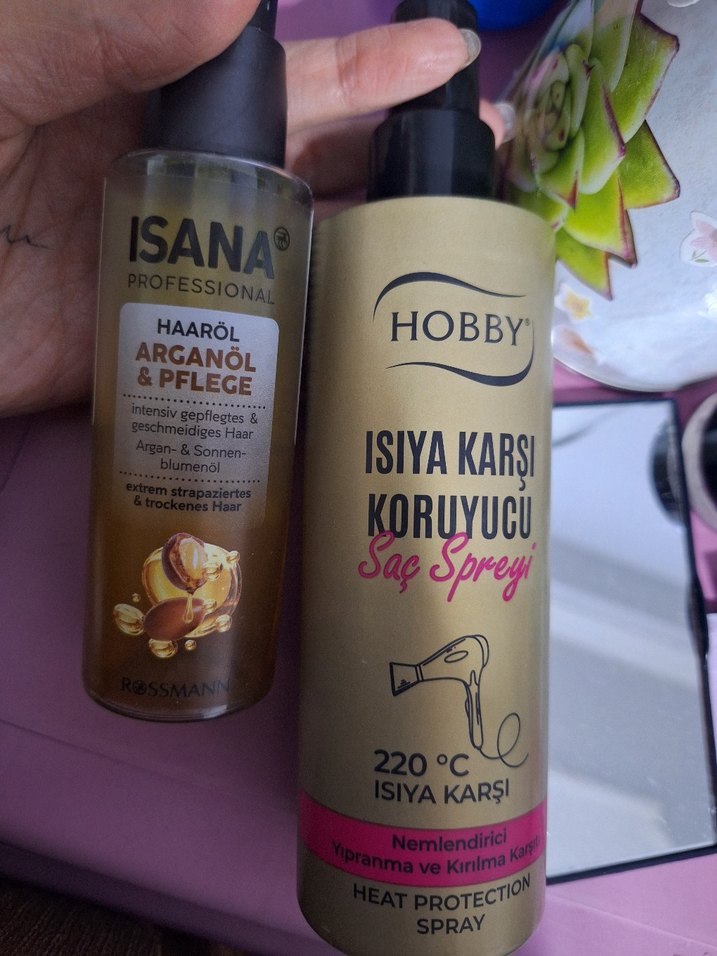 ISANA
PROFESSIONAL
HAARÖL
ARGANÖL
& PFLEGE
intensiv gepflegtes &
geschmeidiges Haar
Argan- & Sonnen-
blumenöl
extrem strapaziertes
& trockenes Haar
ROSSMANN
HOBBY®
ISIYA KARŞI
KORUYUCU
Saç Spreyi
220 °C
ISIYA KARŞI
Nemlendirici
Yıpranma ve Kırılma Karşıtı
HEAT PROTECTION
SPRAY